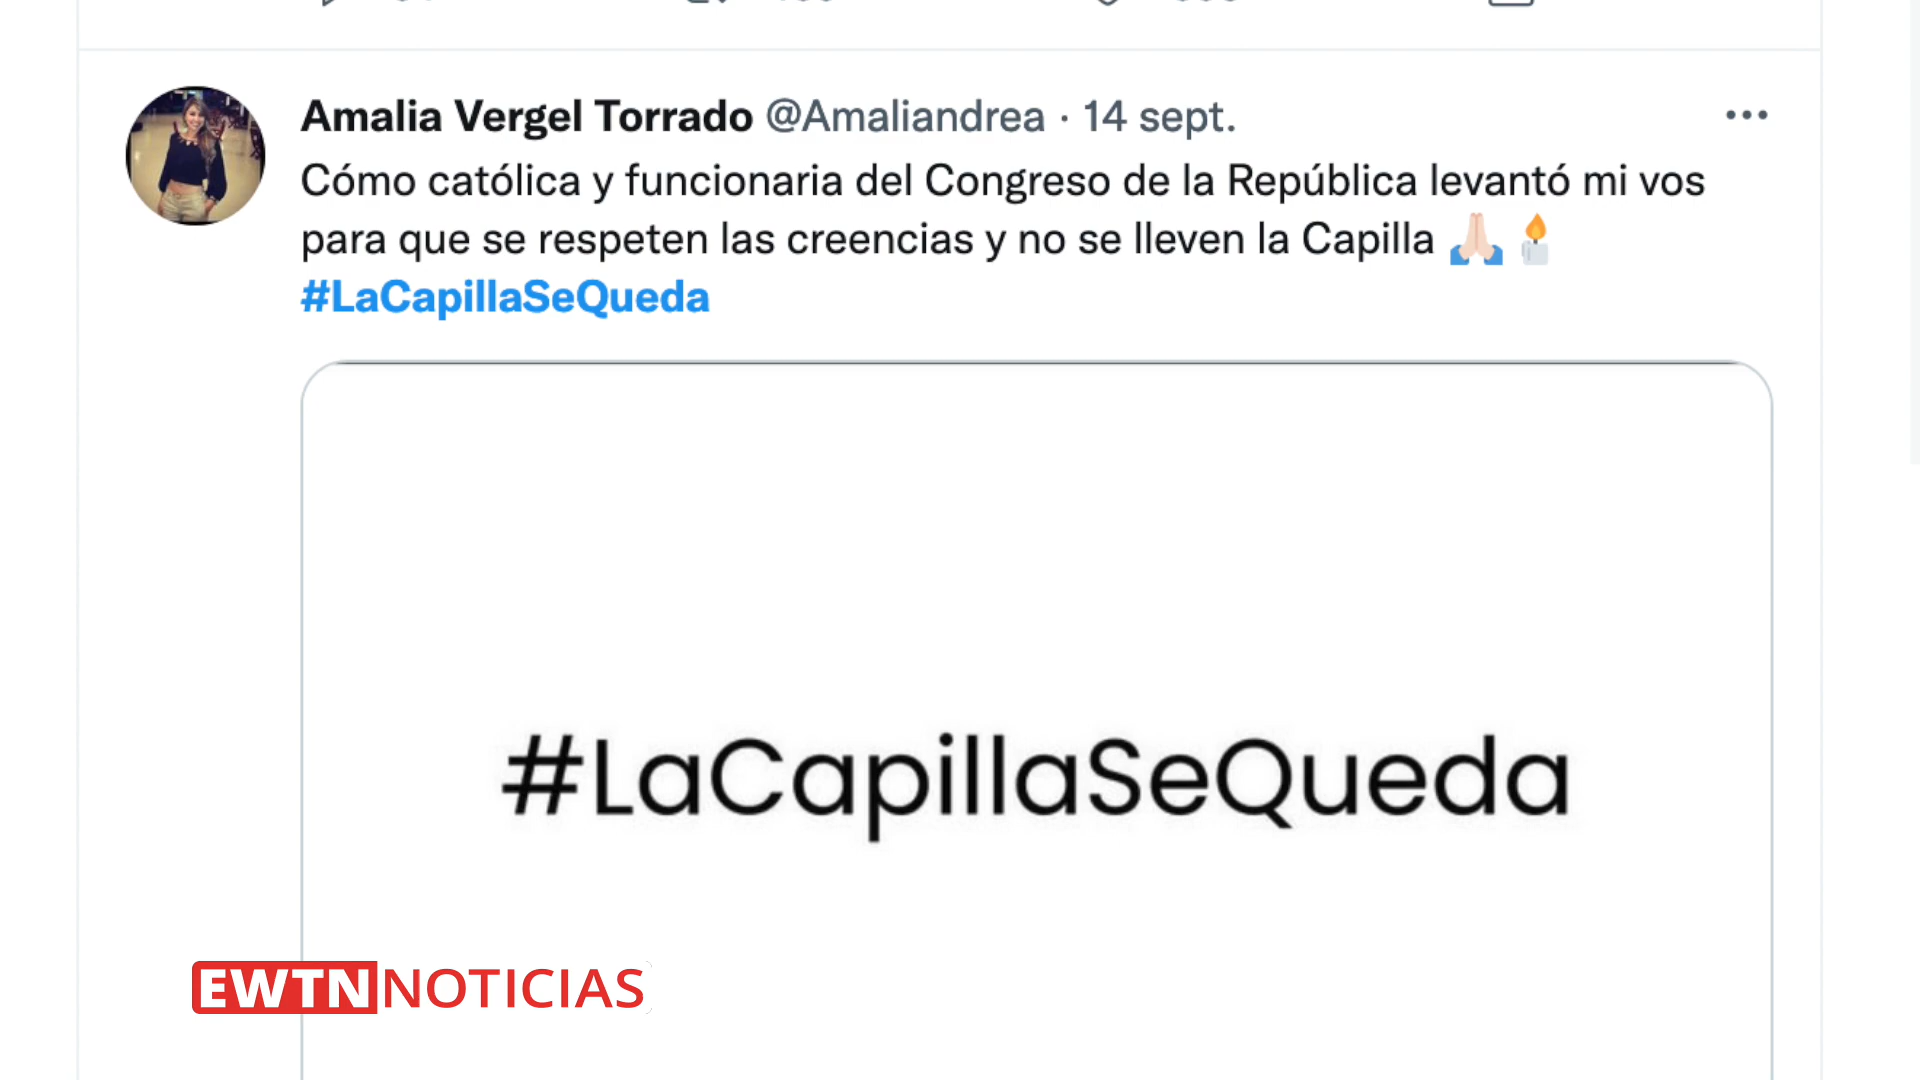 Amalia Vergel Torrado @Amaliandrea · 14 sept.
Cómo católica y funcionaria del Congreso de la República levantó mi vos
para que se respeten las creencias y no se lleven la Capilla 🙏🏻 🕯️
#LaCapillaSeQueda
#LaCapillaSeQueda
EWTN NOTICIAS